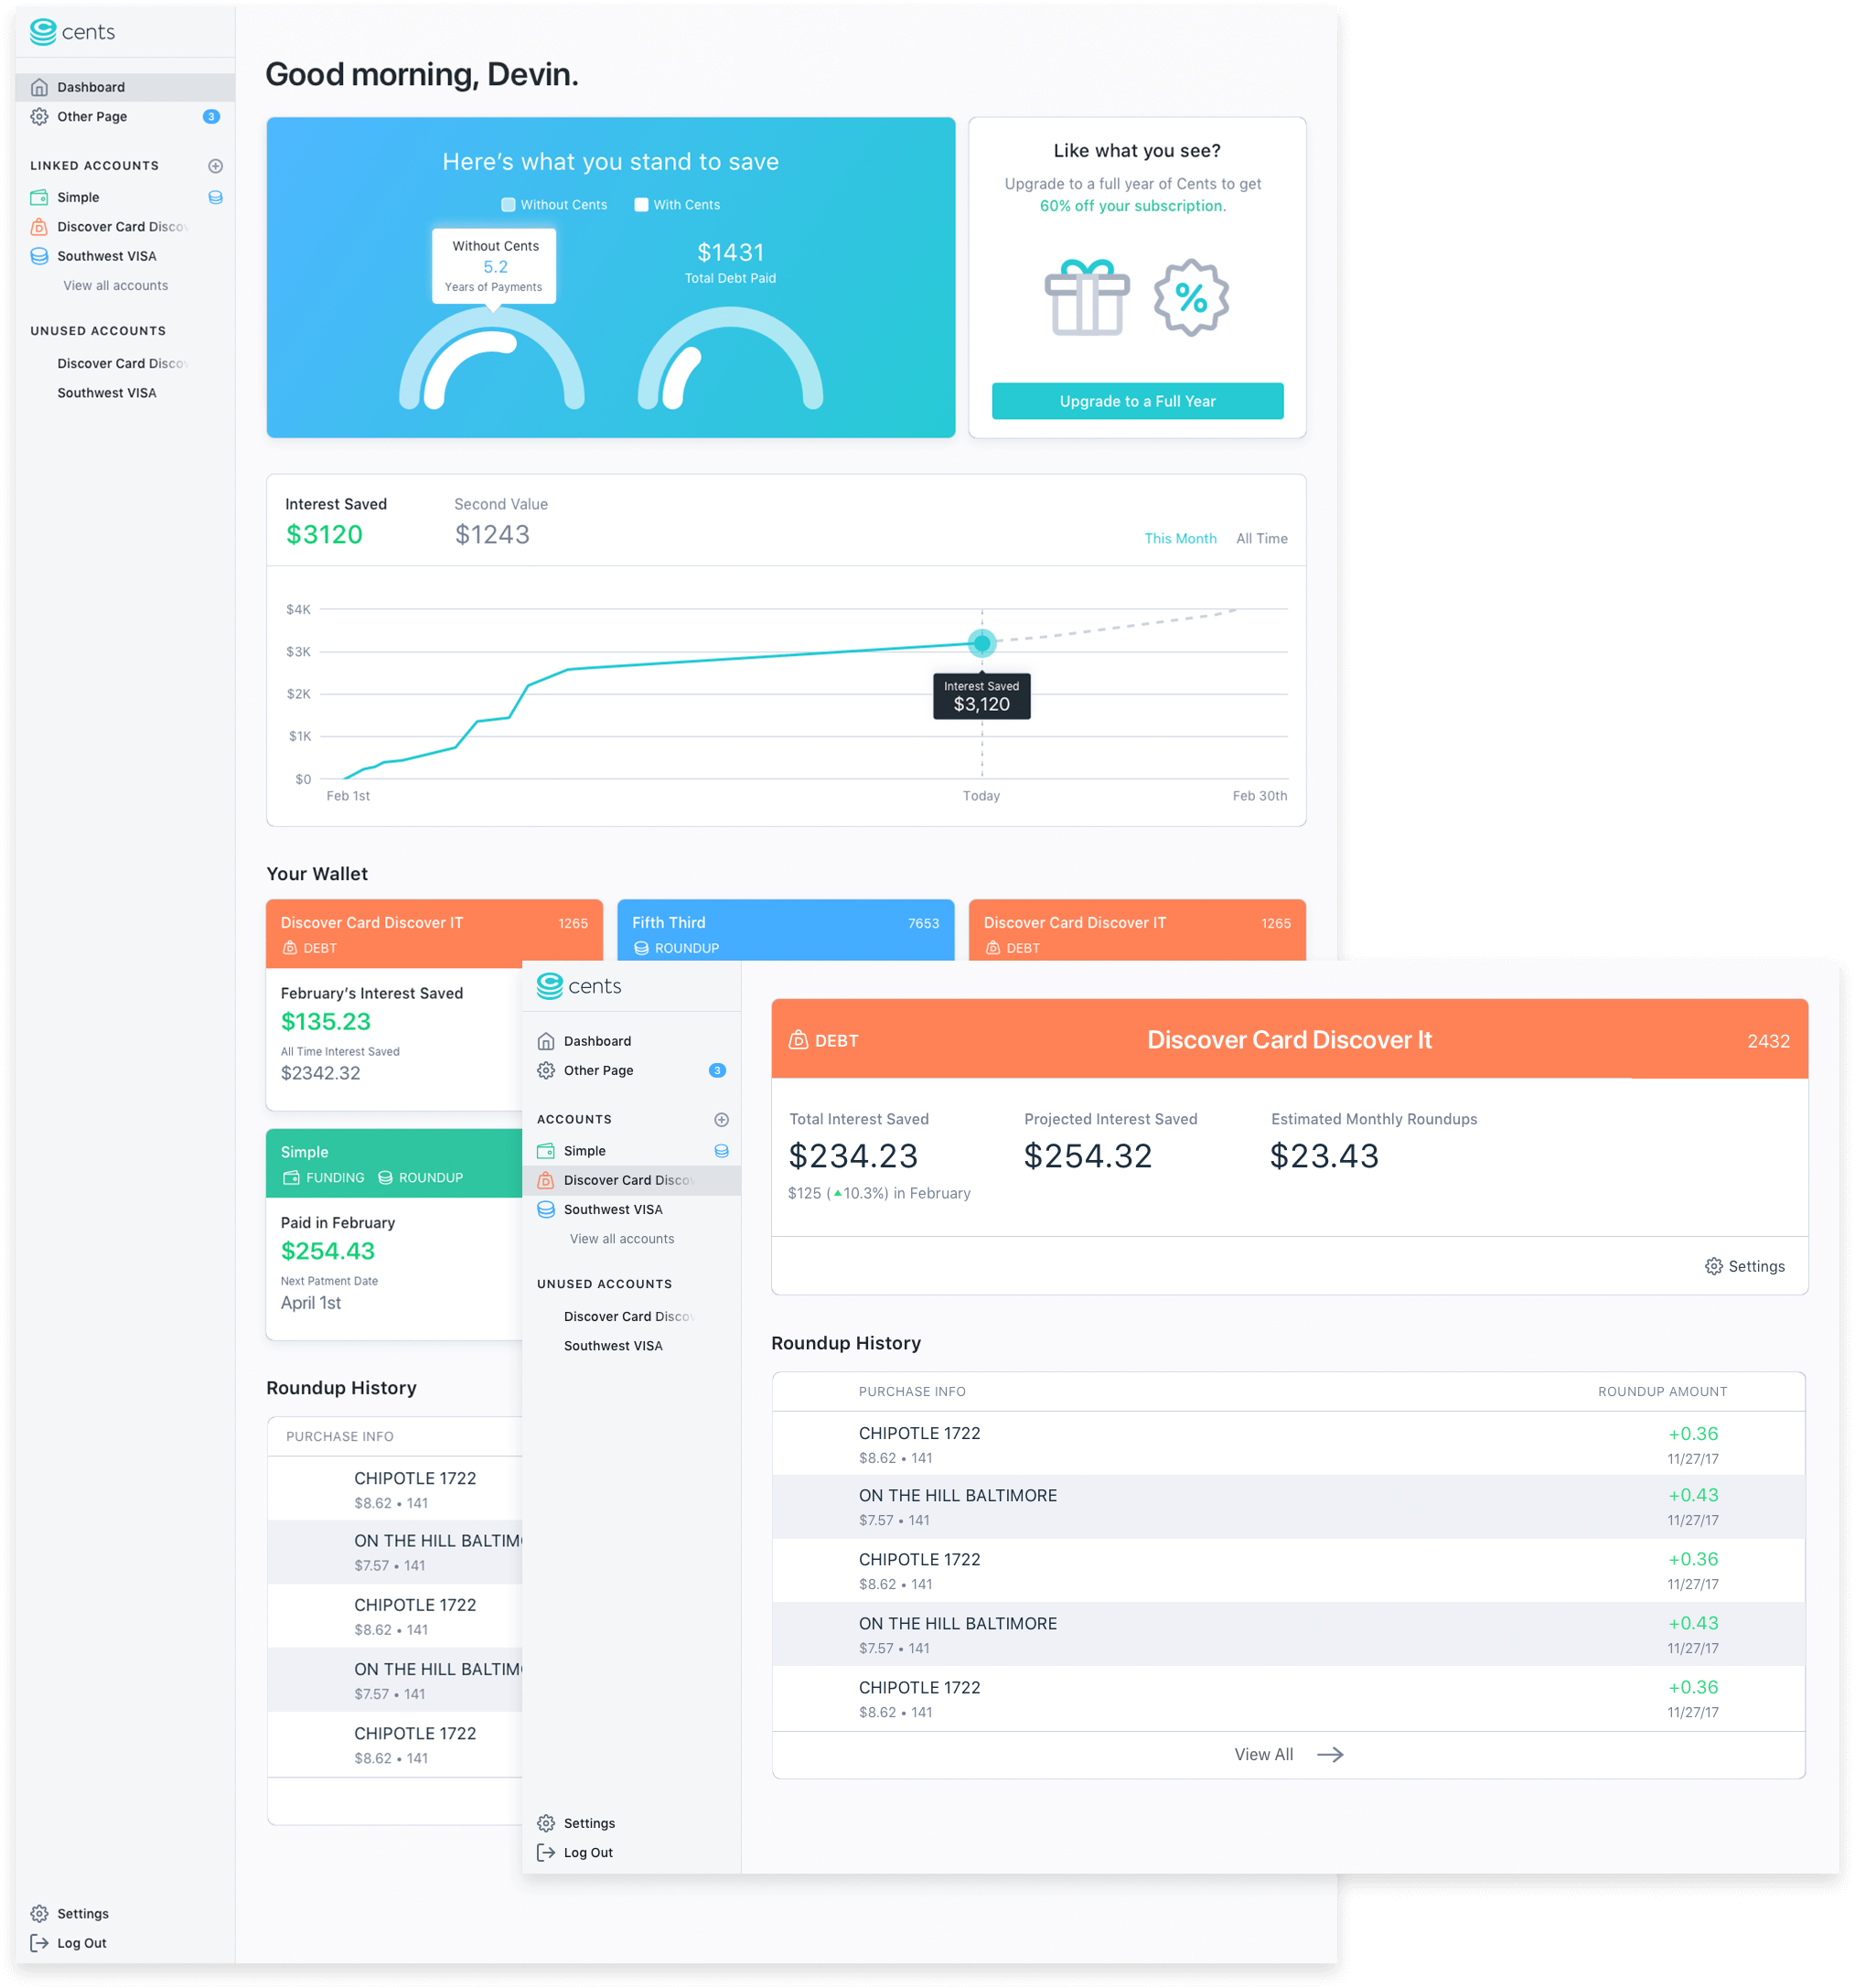 cents
Dashboard
Other Page 3
LINKED ACCOUNTS
Simple
Discover Card Disco
Southwest VISA
View all accounts
UNUSED ACCOUNTS
Discover Card Disco
Southwest VISA
Settings
Log Out
Good morning, Devin.
Here’s what you stand to save
Without Cents With Cents
Without Cents
5.2
Years of Payments
$1431
Total Debt Paid
Like what you see?
Upgrade to a full year of Cents to get
60% off your subscription.
%
Upgrade to a Full Year
Interest Saved Second Value
$3120 $1243
This Month All Time
$4K
$3K
$2K
$1K
$0
Interest Saved
$3,120
Feb 1st Today Feb 30th
Your Wallet
Discover Card Discover IT 1265
DEBT
February’s Interest Saved
$135.23
All Time Interest Saved
$2342.32
Fifth Third 7653
ROUNDUP
Discover Card Discover IT 1265
DEBT
Simple
FUNDING ROUNDUP
Paid in February
$254.43
Next Patment Date
April 1st
Roundup History
PURCHASE INFO
CHIPOTLE 1722
$8.62 • 141
ON THE HILL BALTIM
$7.57 • 141
CHIPOTLE 1722
$8.62 • 141
ON THE HILL BALTIM
$7.57 • 141
CHIPOTLE 1722
$8.62 • 141
cents
Dashboard
Other Page 3
ACCOUNTS
Simple
Discover Card Disco
Southwest VISA
View all accounts
UNUSED ACCOUNTS
Discover Card Disco
Southwest VISA
Settings
Log Out
D DEBT Discover Card Discover It 2432
Total Interest Saved Projected Interest Saved Estimated Monthly Roundups
$234.23 $254.32 $23.43
$125 (▲10.3%) in February
Settings
Roundup History
PURCHASE INFO ROUNDUP AMOUNT
CHIPOTLE 1722 +0.36
$8.62 • 141 11/27/17
ON THE HILL BALTIMORE +0.43
$7.57 • 141 11/27/17
CHIPOTLE 1722 +0.36
$8.62 • 141 11/27/17
ON THE HILL BALTIMORE +0.43
$7.57 • 141 11/27/17
CHIPOTLE 1722 +0.36
$8.62 • 141 11/27/17
View All